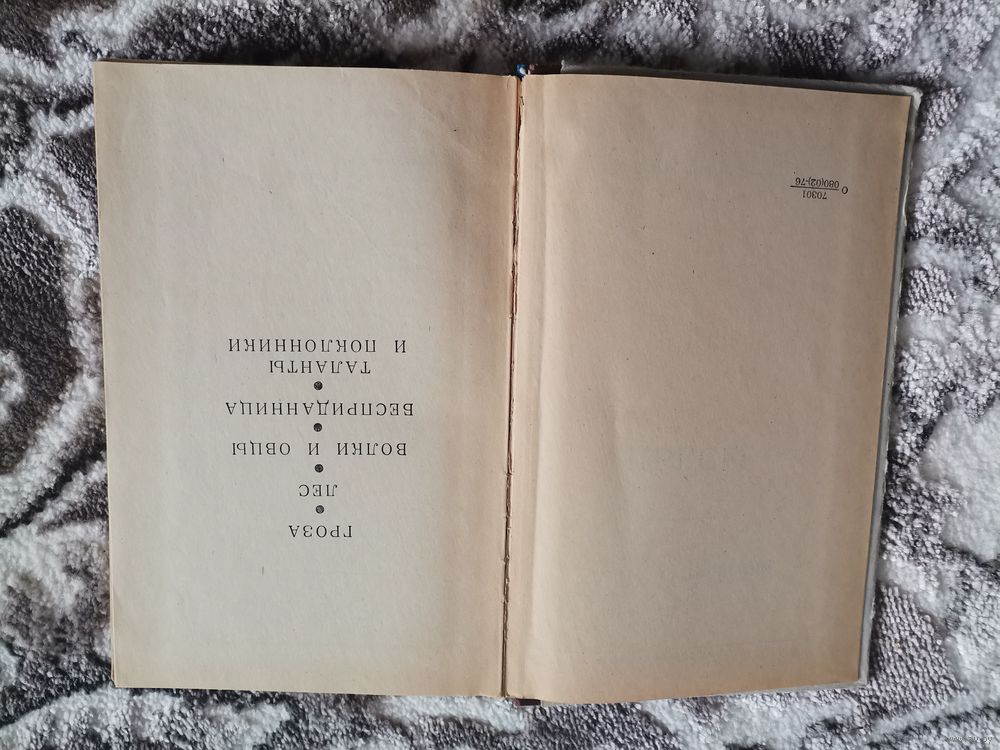 ГРОЗА
●
ЛЕС
●
ВОЛКИ И ОВЦЫ
●
БЕСПРИДАННИЦА
●
ТАЛАНТЫ
И ПОКЛОННИКИ
70301
О
080(02)-76